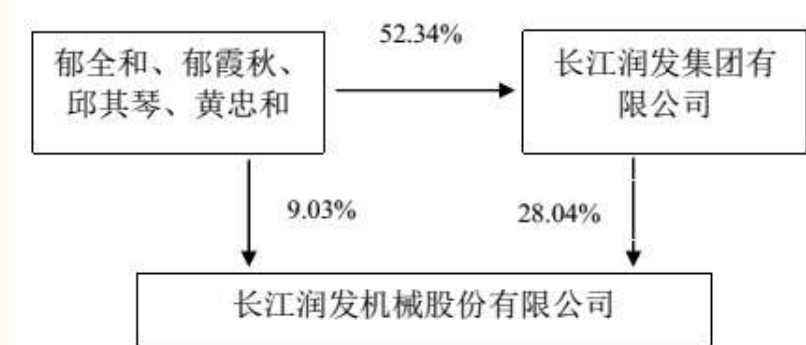 52.34%
郁全和、郁霞秋、
邱其琴、黄忠和
长江润发集团有
限公司
9.03%
28.04%
长江润发机械股份有限公司